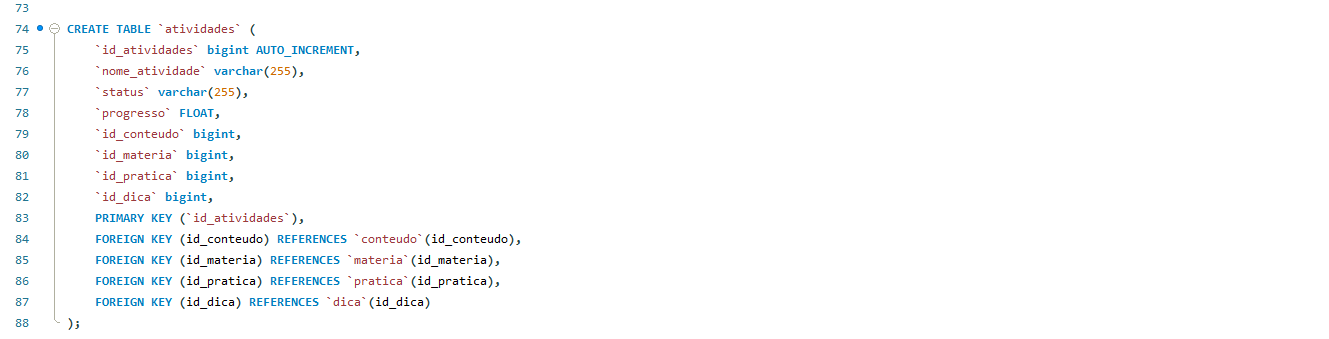 73
74 CREATE TABLE `atividades` (
75 `id_atividades` bigint AUTO_INCREMENT,
76 `nome_atividade` varchar(255),
77 `status` varchar(255),
78 `progresso` FLOAT,
79 `id_conteudo` bigint,
80 `id_materia` bigint,
81 `id_pratica` bigint,
82 `id_dica` bigint,
83 PRIMARY KEY (`id_atividades`),
84 FOREIGN KEY (id_conteudo) REFERENCES `conteudo`(id_conteudo),
85 FOREIGN KEY (id_materia) REFERENCES `materia`(id_materia),
86 FOREIGN KEY (id_pratica) REFERENCES `pratica`(id_pratica),
87 FOREIGN KEY (id_dica) REFERENCES `dica`(id_dica)
88 );